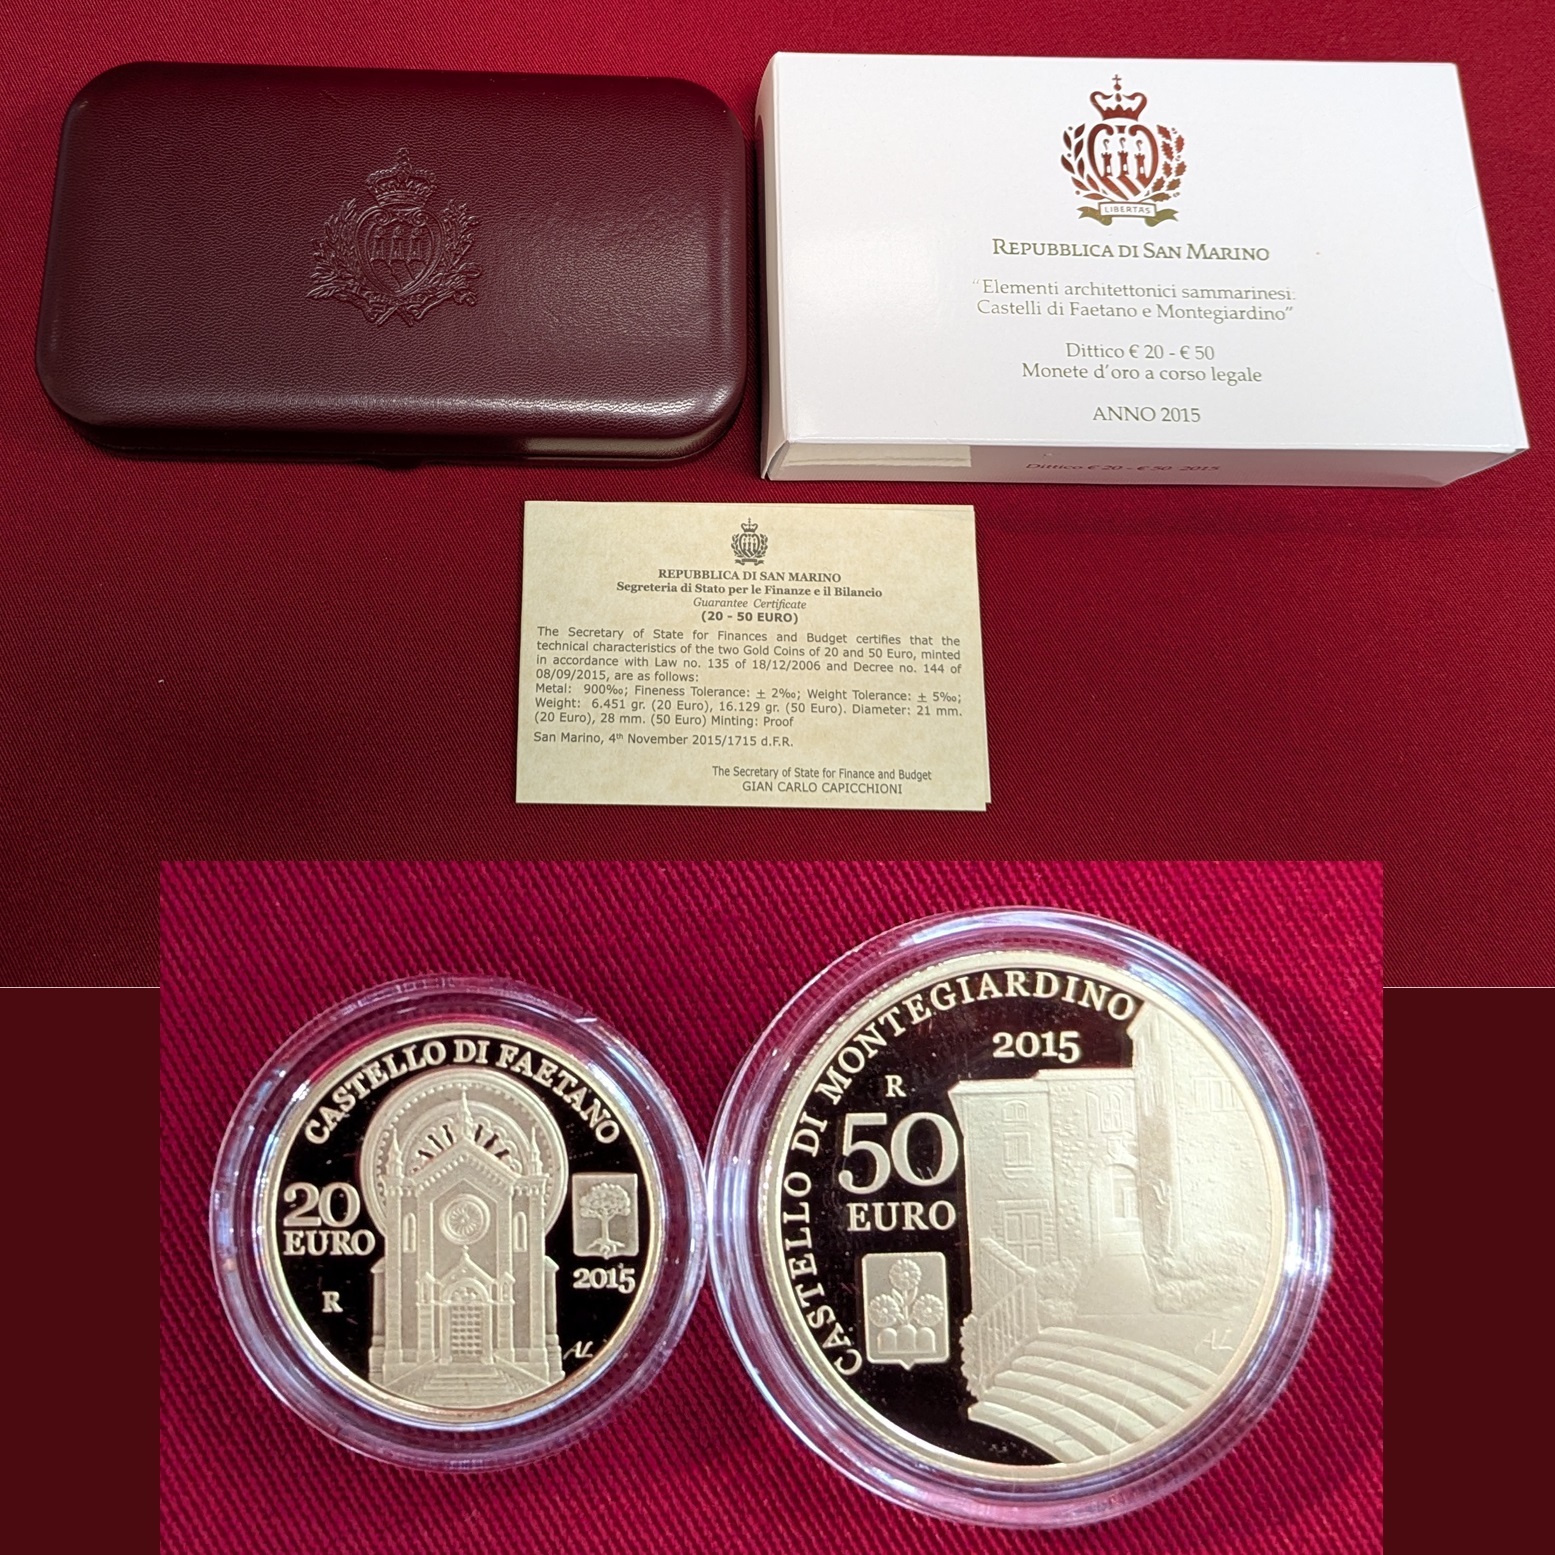 LIBERTAS
REPUBBLICA DI SAN MARINO
"Elementi architettonici sammarinesi:
Castelli di Faetano e Montegiardino"
Dittico € 20 - € 50
Monete d'oro a corso legale
ANNO 2015
Dittico € 20 - € 50 2015
REPUBBLICA DI SAN MARINO
Segreteria di Stato per le Finanze e il Bilancio
Guarantee Certificate
(20 - 50 EURO)
The Secretary of State for Finances and Budget certifies that the
technical characteristics of the two Gold Coins of 20 and 50 Euro, minted
in accordance with Law no. 135 of 18/12/2006 and Decree no. 144 of
08/09/2015, are as follows:
Metal: 900‰; Fineness Tolerance: ± 2‰; Weight Tolerance: ± 5‰;
Weight: 6.451 gr. (20 Euro), 16.129 gr. (50 Euro). Diameter: 21 mm.
(20 Euro), 28 mm. (50 Euro) Minting: Proof
San Marino, 4th November 2015/1715 d.F.R.
The Secretary of State for Finance and Budget
GIAN CARLO CAPICCHIONI
CASTELLO DI FAETANO
20
EURO
R
2015
AL
CASTELLO DI MONTEGIARDINO
2015
R
50
EURO
AL